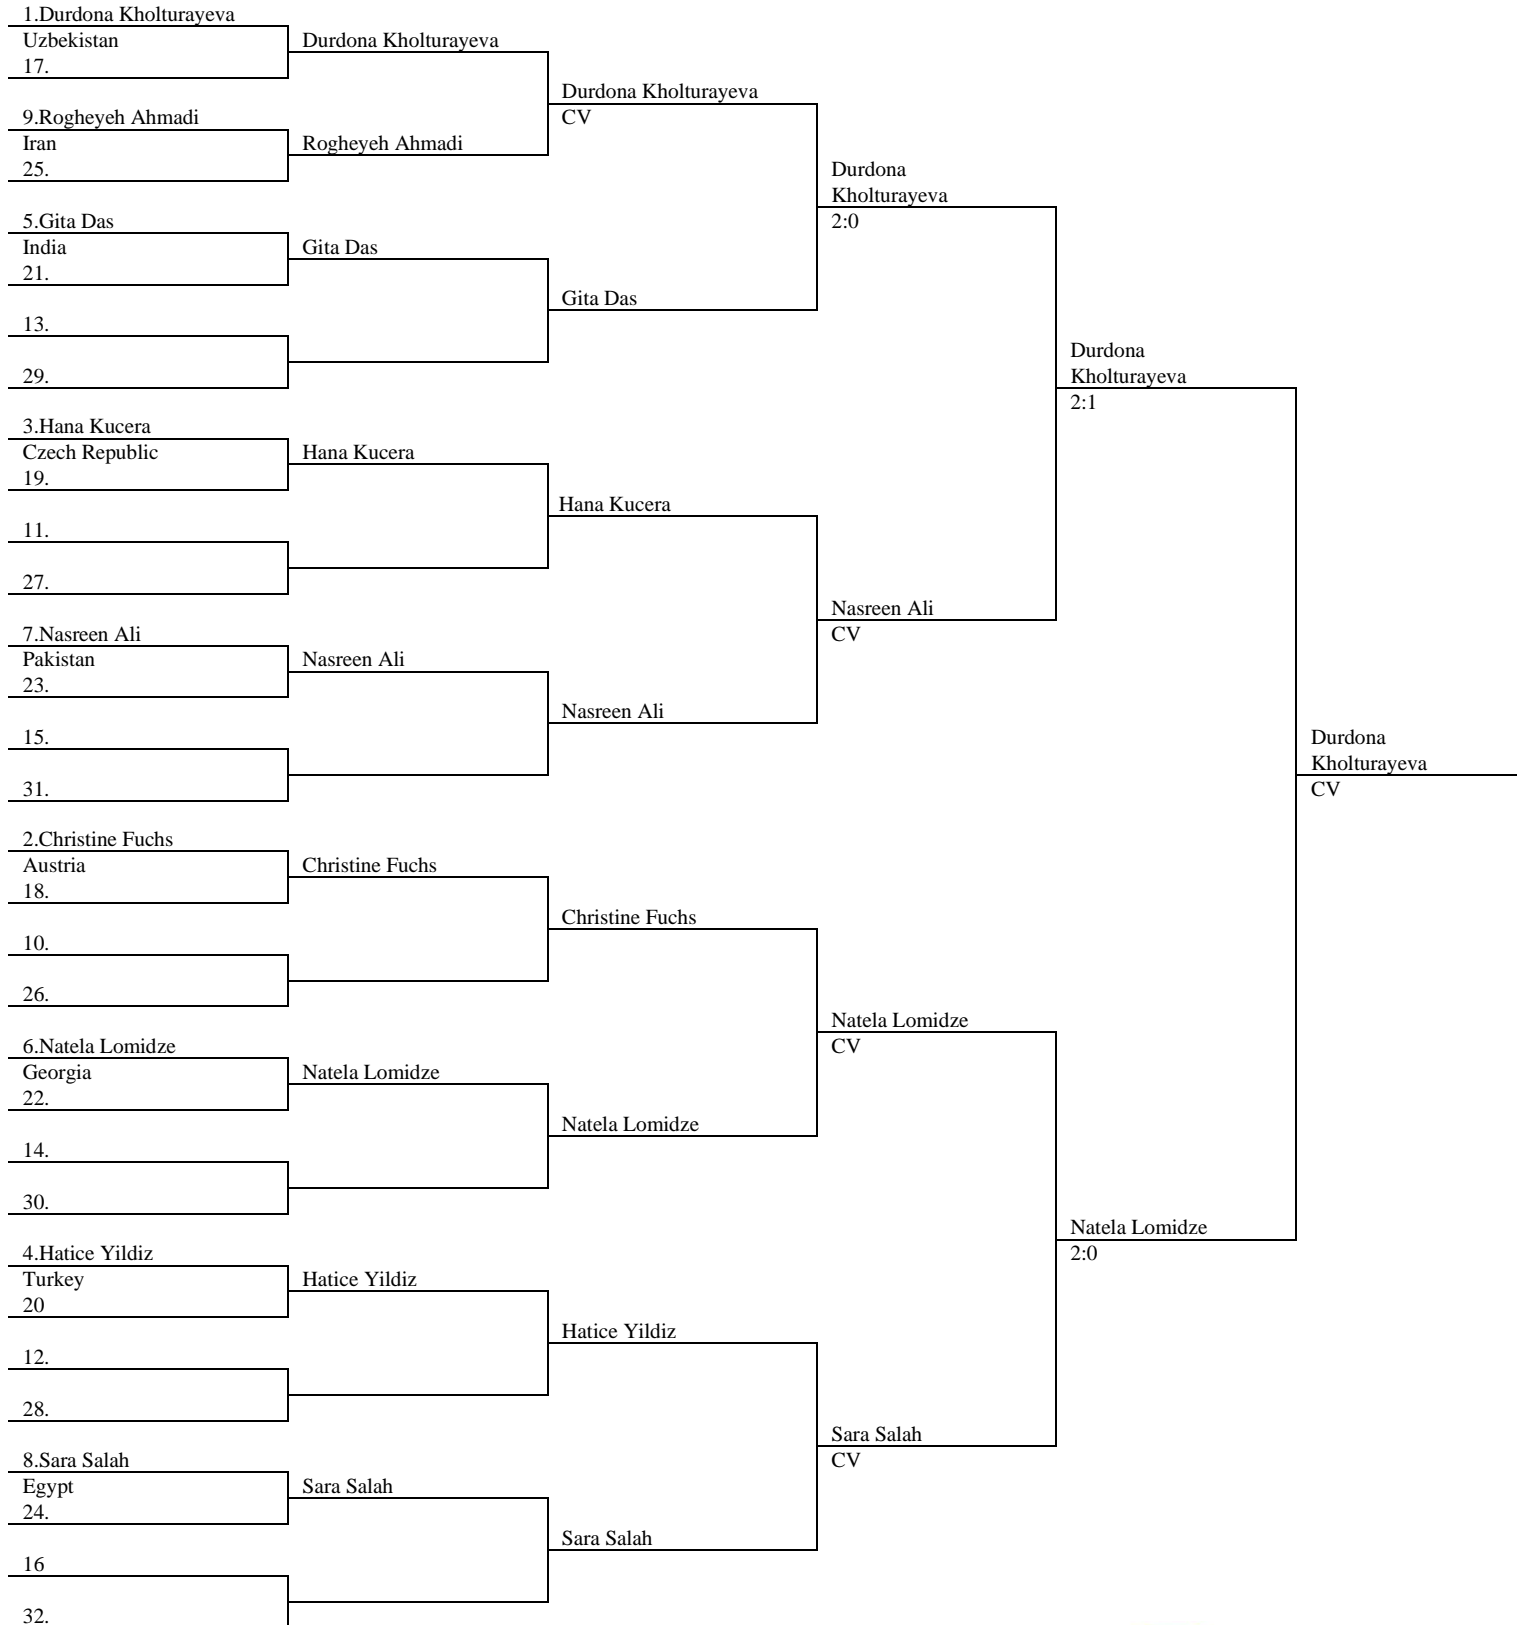 1.Durdona Kholturayeva
Uzbekistan
17.
9.Rogheyeh Ahmadi
Iran
25.
5.Gita Das
India
21.
13.
29.
3.Hana Kucera
Czech Republic
19.
11.
27.
7.Nasreen Ali
Pakistan
23.
15.
31.
2.Christine Fuchs
Austria
18.
10.
26.
6.Natela Lomidze
Georgia
22.
14.
30.
4.Hatice Yildiz
Turkey
20
12.
28.
8.Sara Salah
Egypt
24.
16
32.
Durdona Kholturayeva
Rogheyeh Ahmadi
Gita Das
Hana Kucera
Nasreen Ali
Christine Fuchs
Natela Lomidze
Hatice Yildiz
Sara Salah
Durdona Kholturayeva
CV
Gita Das
Hana Kucera
Nasreen Ali
Christine Fuchs
Natela Lomidze
Hatice Yildiz
Sara Salah
Durdona
Kholturayeva
2:0
Nasreen Ali
CV
Natela Lomidze
CV
Sara Salah
CV
Durdona
Kholturayeva
2:1
Natela Lomidze
2:0
Durdona
Kholturayeva
CV